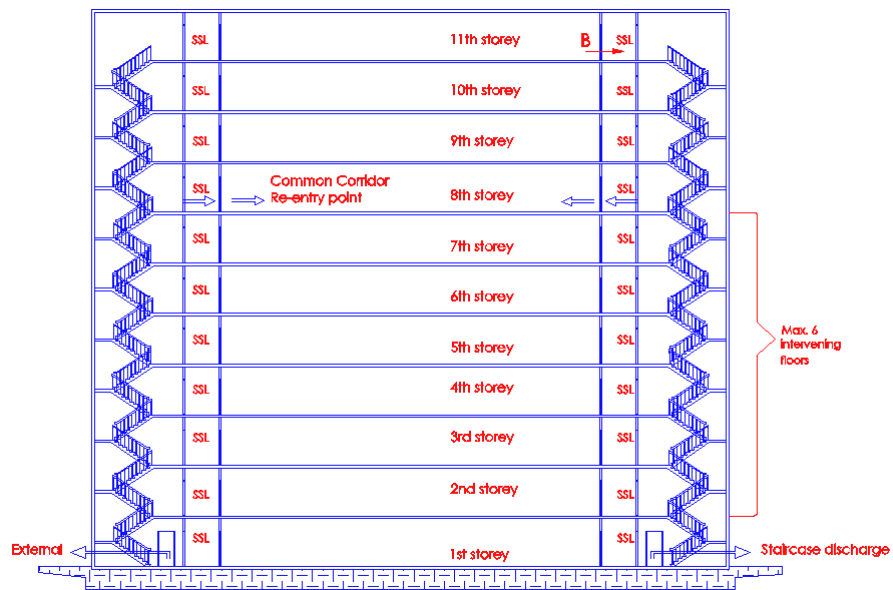 SSL 11th storey B SSL
SSL 10th storey SSL
SSL 9th storey SSL
SSL Common Corridor SSL
Re-entry point 8th storey
SSL 7th storey SSL
SSL 6th storey SSL
Max. 6
intervening
floors
SSL 5th storey SSL
SSL 4th storey SSL
SSL 3rd storey SSL
SSL 2nd storey SSL
SSL SSL
External 1st storey Staircase discharge